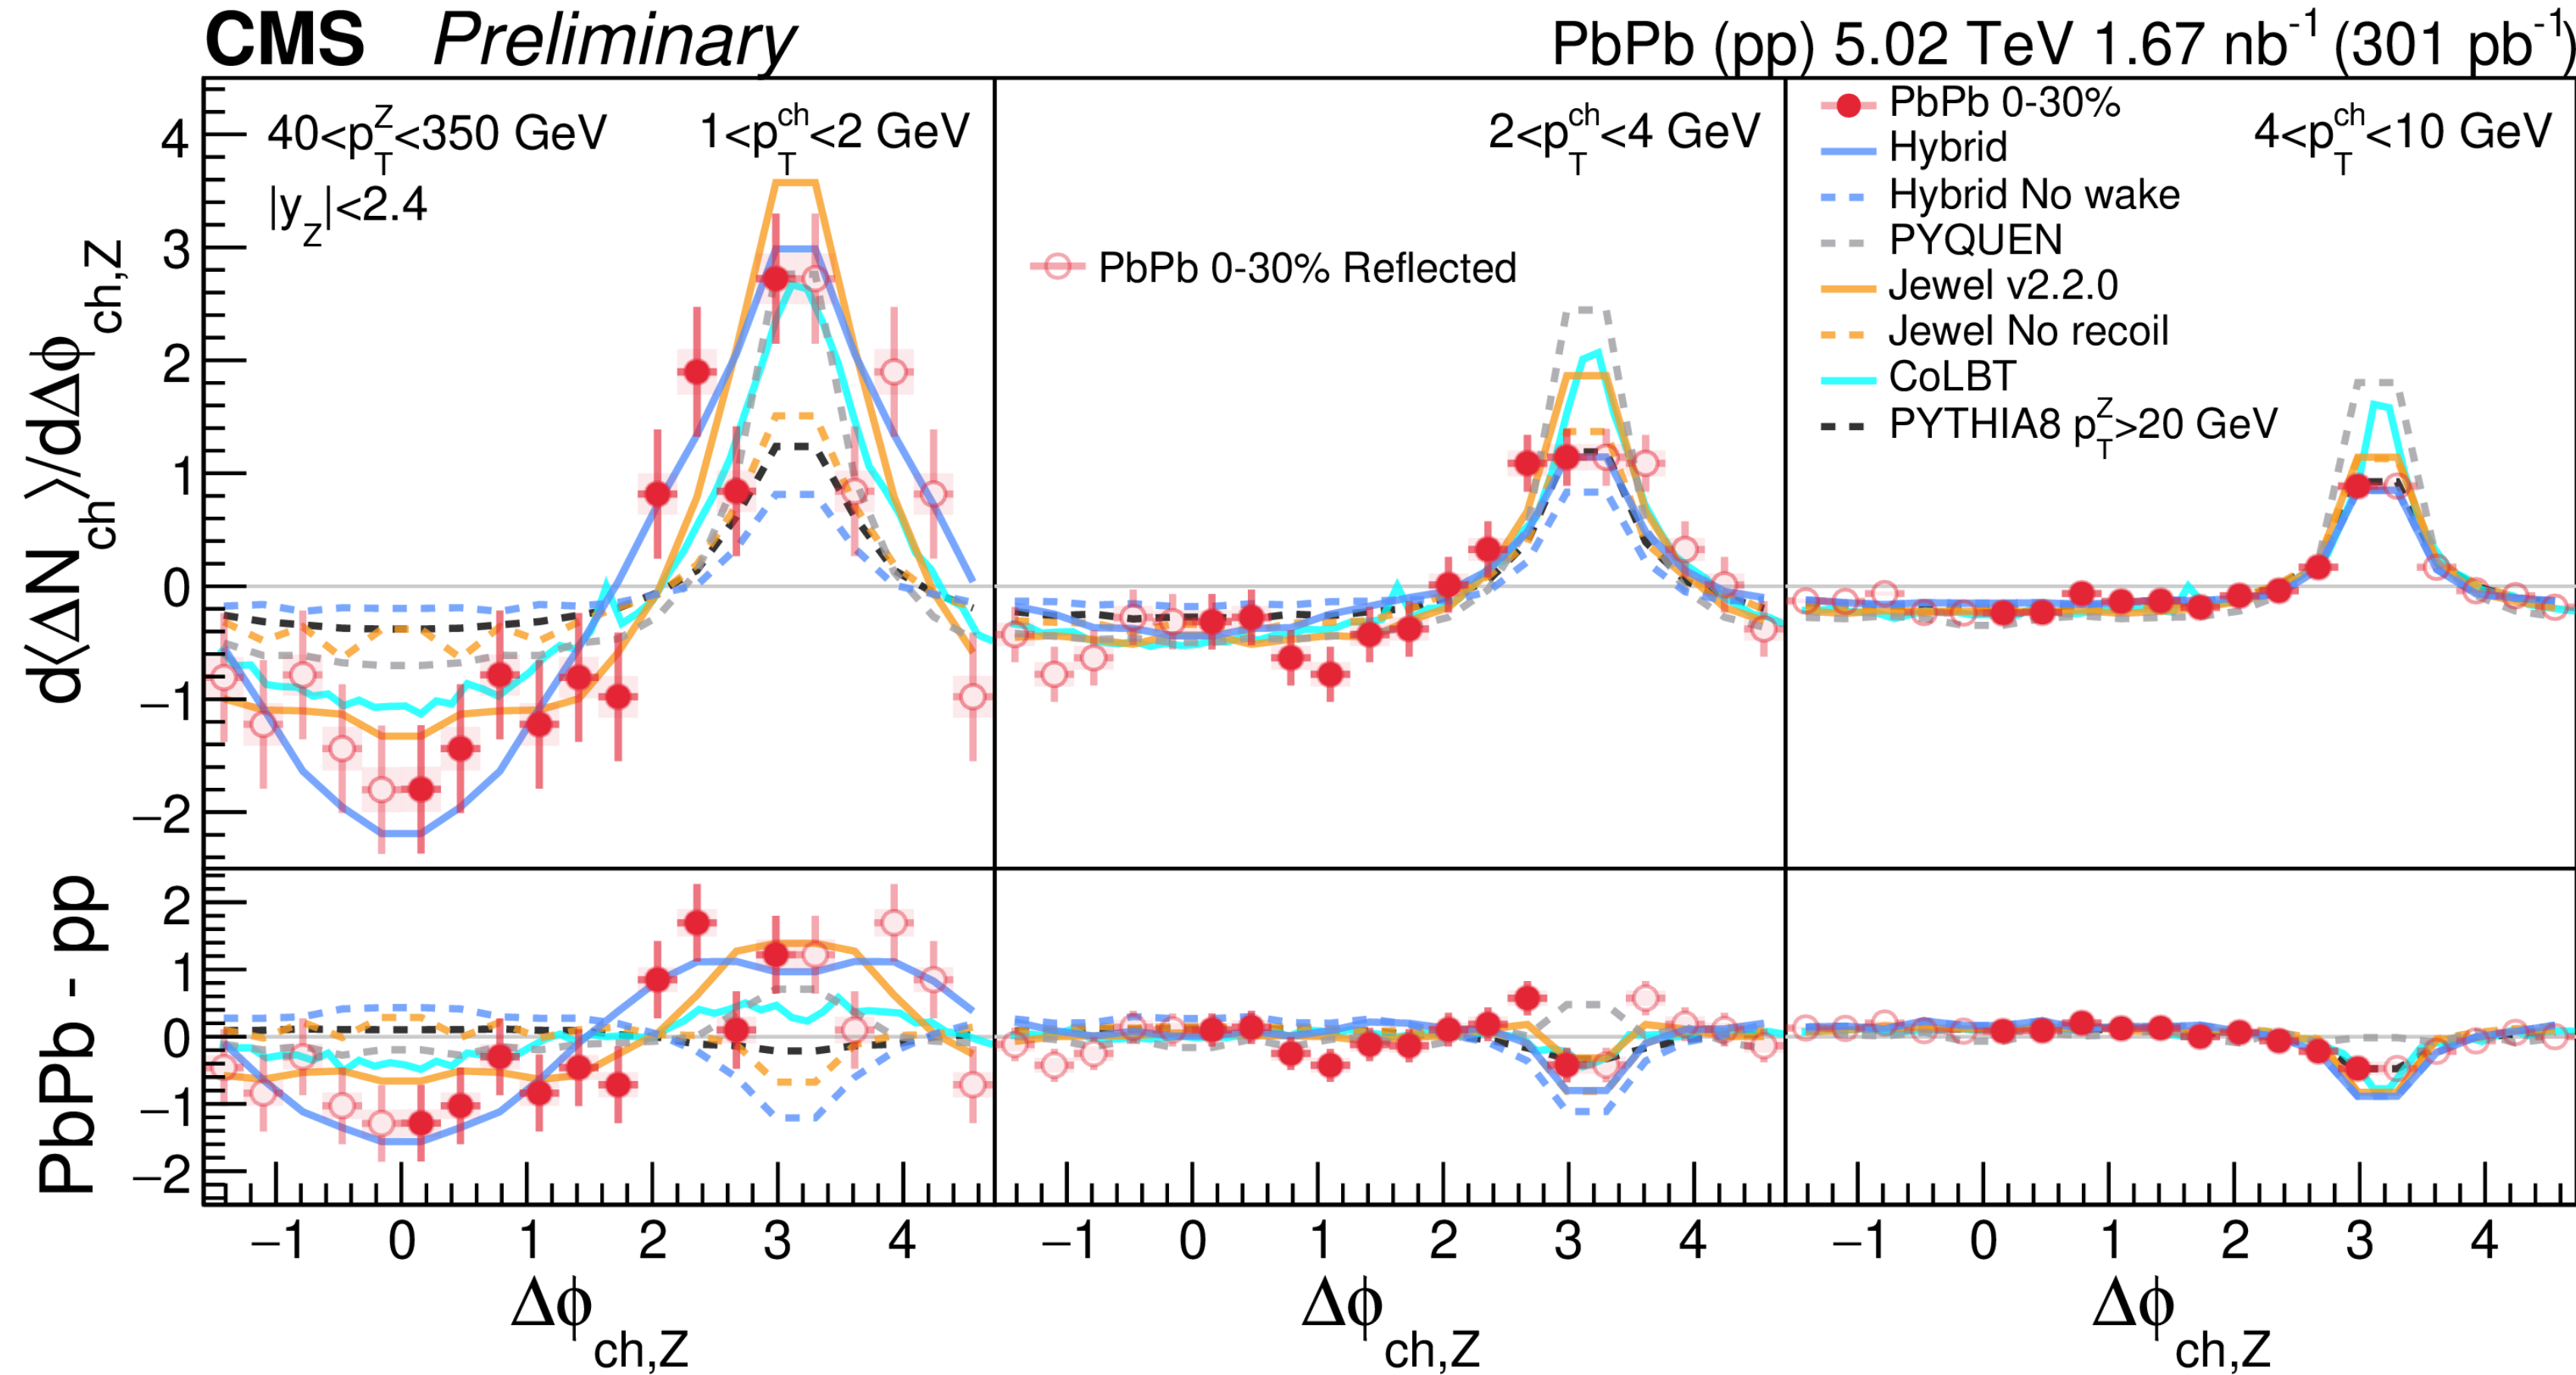 CMS Preliminary
PbPb (pp) 5.02 TeV 1.67 nb⁻¹ (301 pb⁻¹)
d⟨ΔN_ch⟩/dΔϕ_ch,Z
4
3
2
1
0
−1
−2
40<p_T^Z<350 GeV
|y_Z|<2.4
1<p_T^ch<2 GeV
2<p_T^ch<4 GeV
PbPb 0-30% Reflected
4<p_T^ch<10 GeV
PbPb 0-30%
Hybrid
Hybrid No wake
PYQUEN
Jewel v2.2.0
Jewel No recoil
CoLBT
PYTHIA8 p_T^Z>20 GeV
PbPb - pp
2
1
0
−1
−2
−1 0 1 2 3 4
−1 0 1 2 3 4
−1 0 1 2 3 4
Δϕ_ch,Z
Δϕ_ch,Z
Δϕ_ch,Z